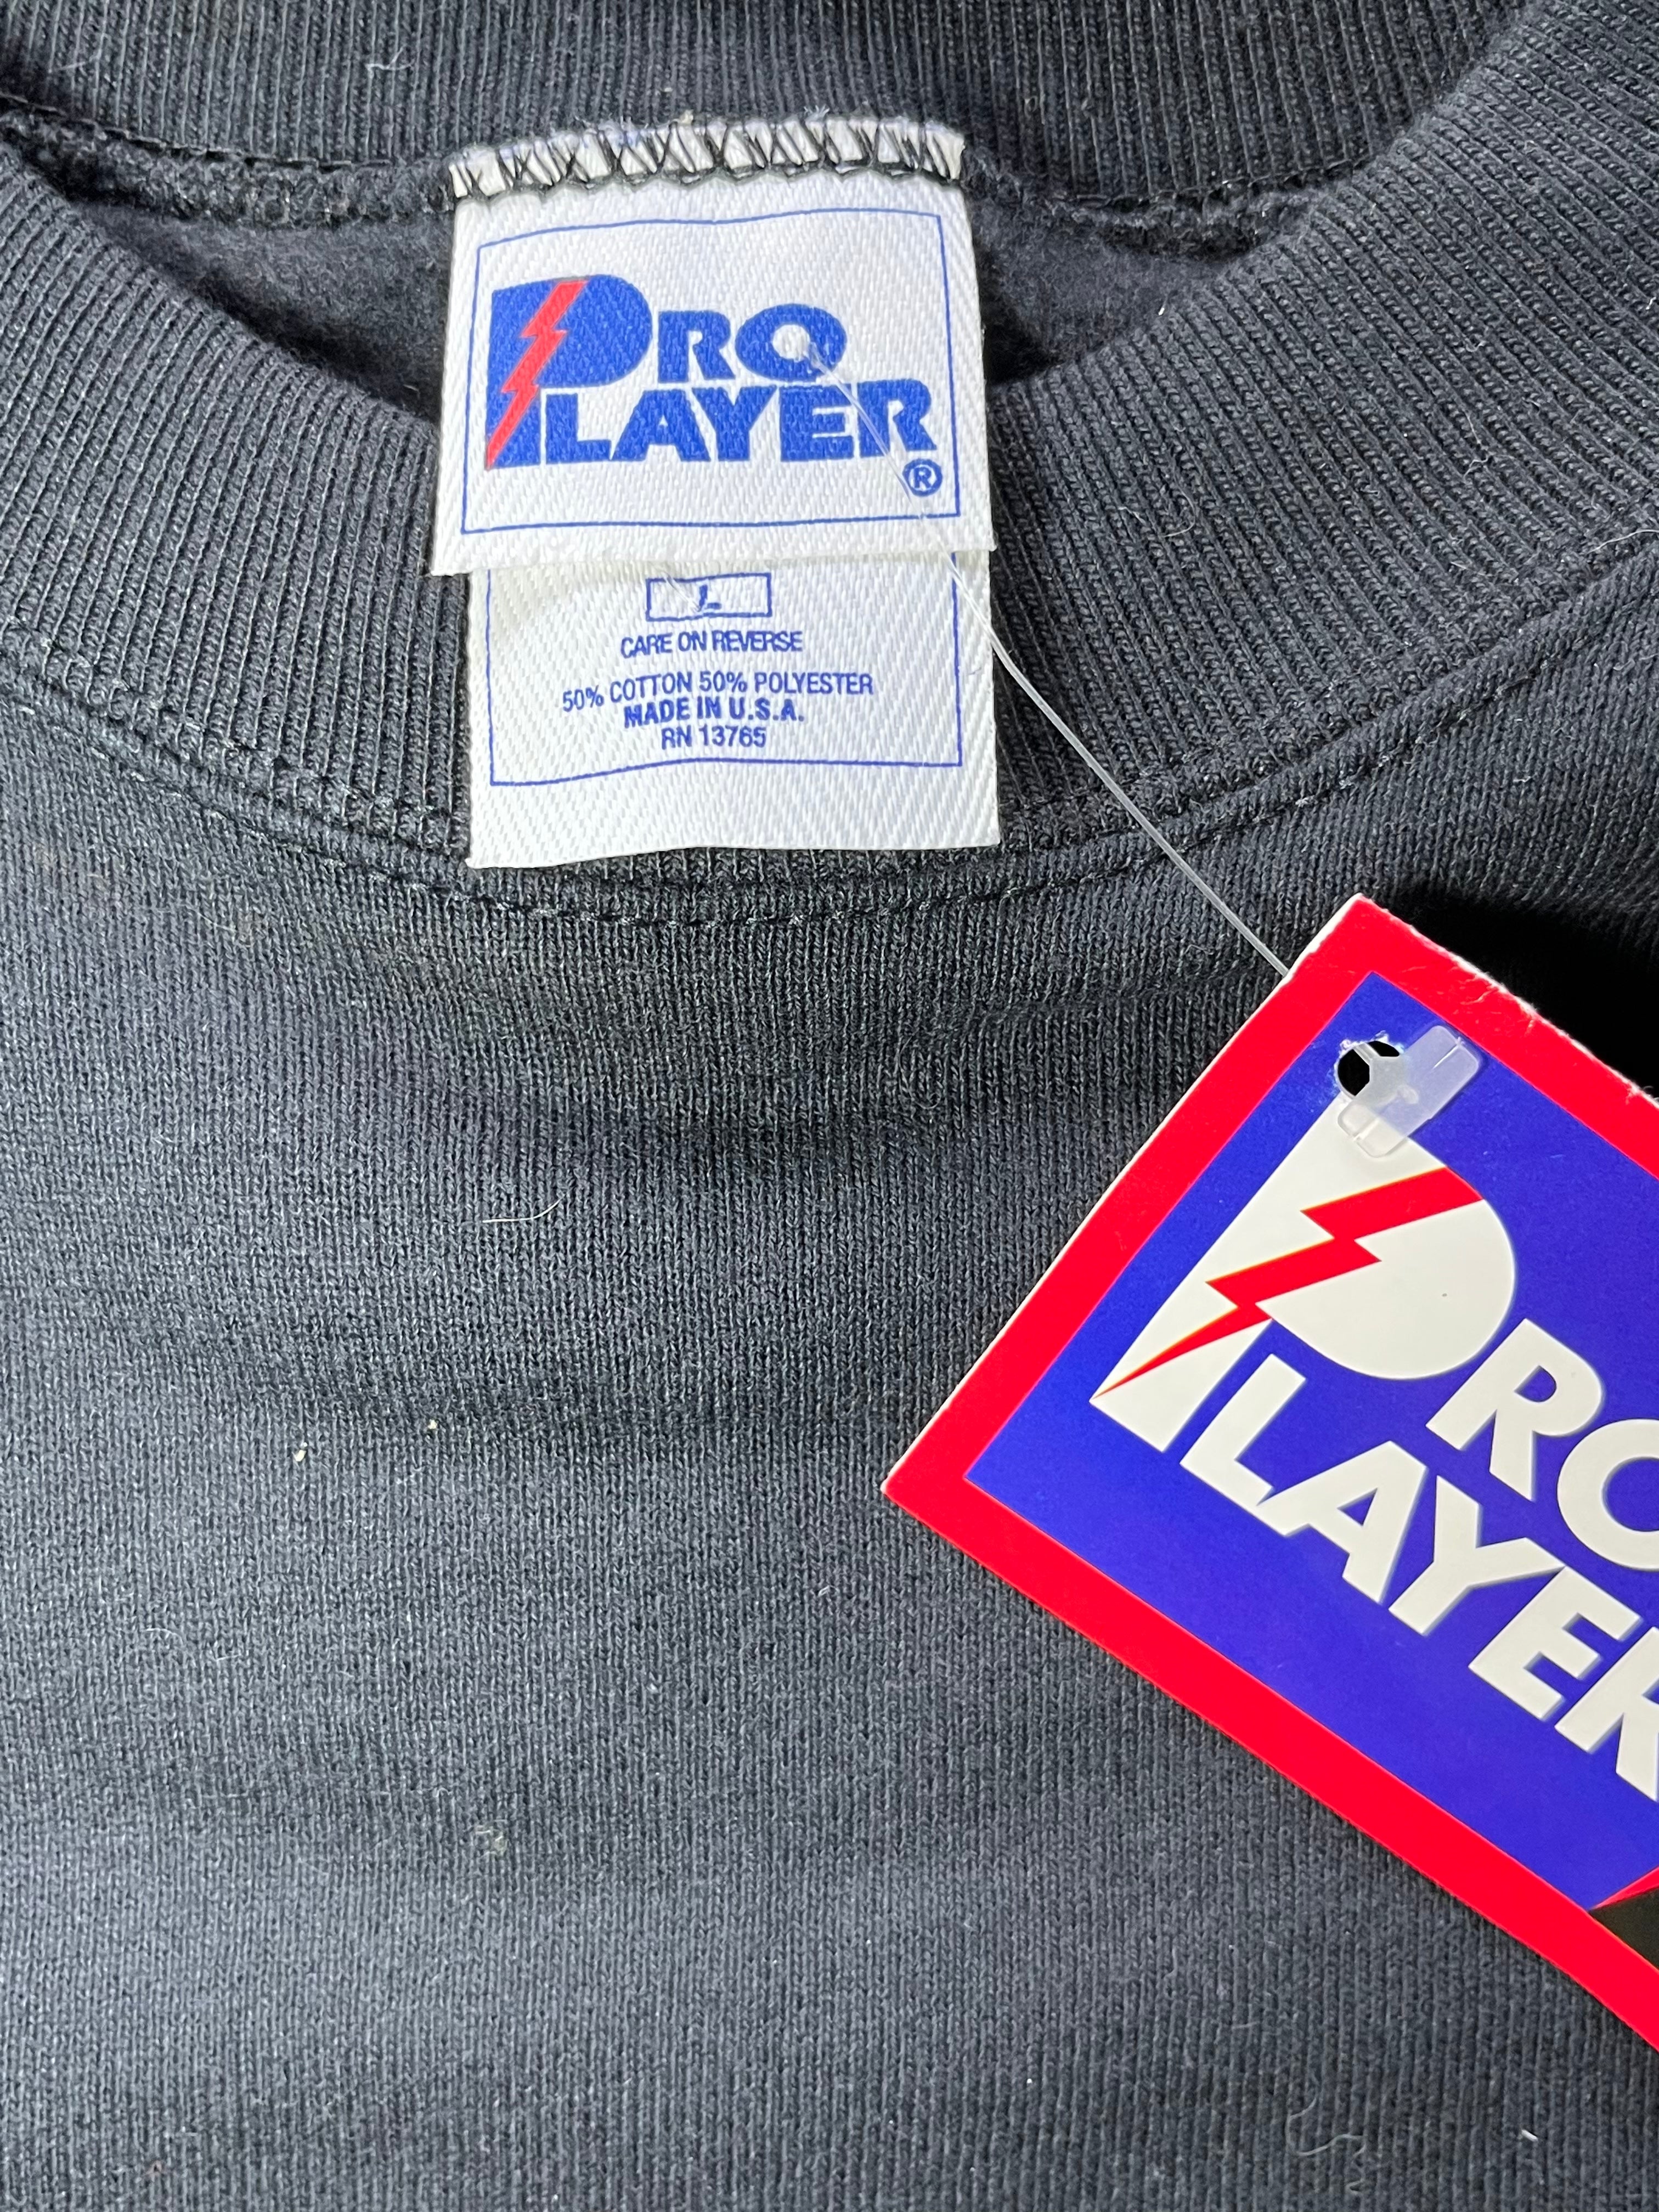 PRO
PLAYER
®
L
CARE ON REVERSE
50% COTTON 50% POLYESTER
MADE IN U.S.A.
RN 13765
PRO
PLAYER